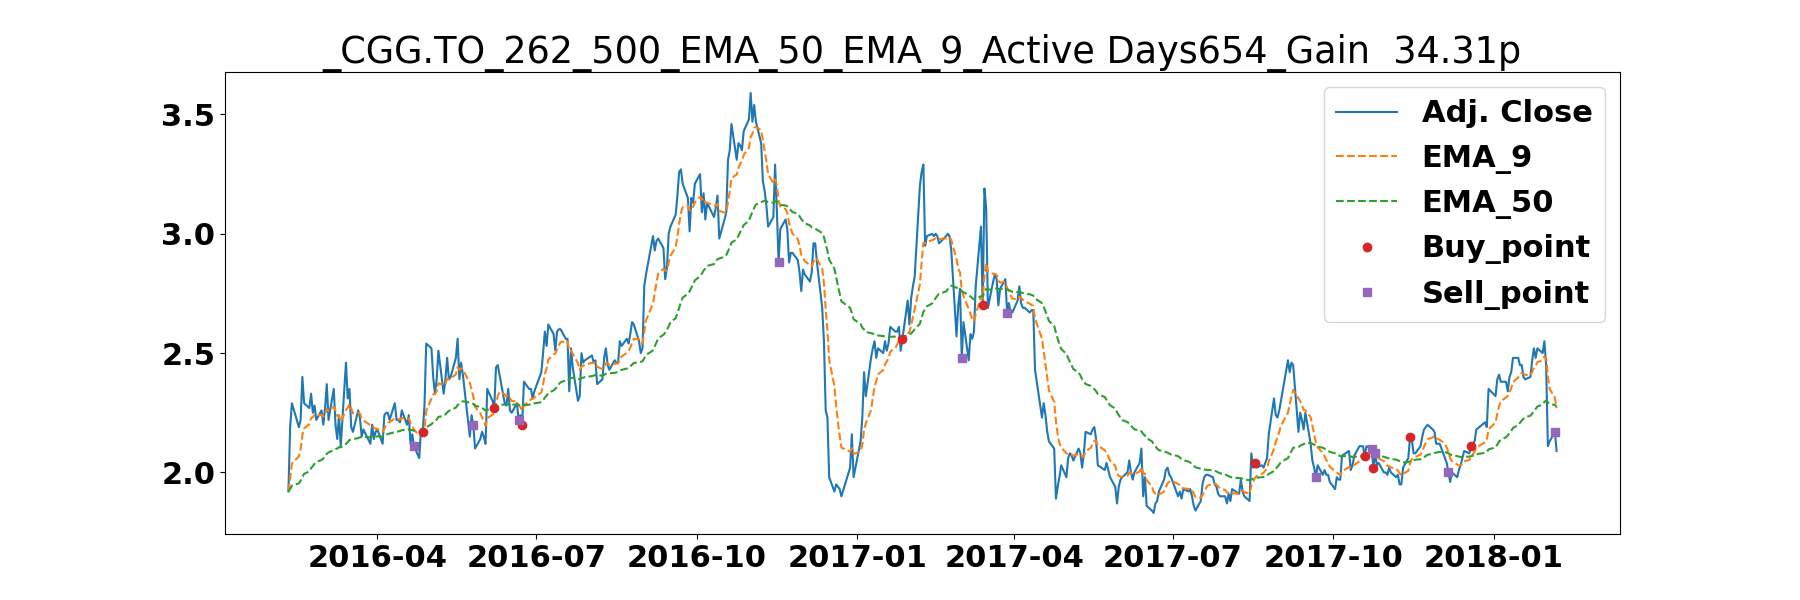 _CGG.TO_262_500_EMA_50_EMA_9_Active Days654_Gain  34.31p
3.5
3.0
2.5
2.0
Adj. Close
EMA_9
EMA_50
Buy_point
Sell_point
2016-04 2016-07 2016-10 2017-01 2017-04 2017-07 2017-10 2018-01